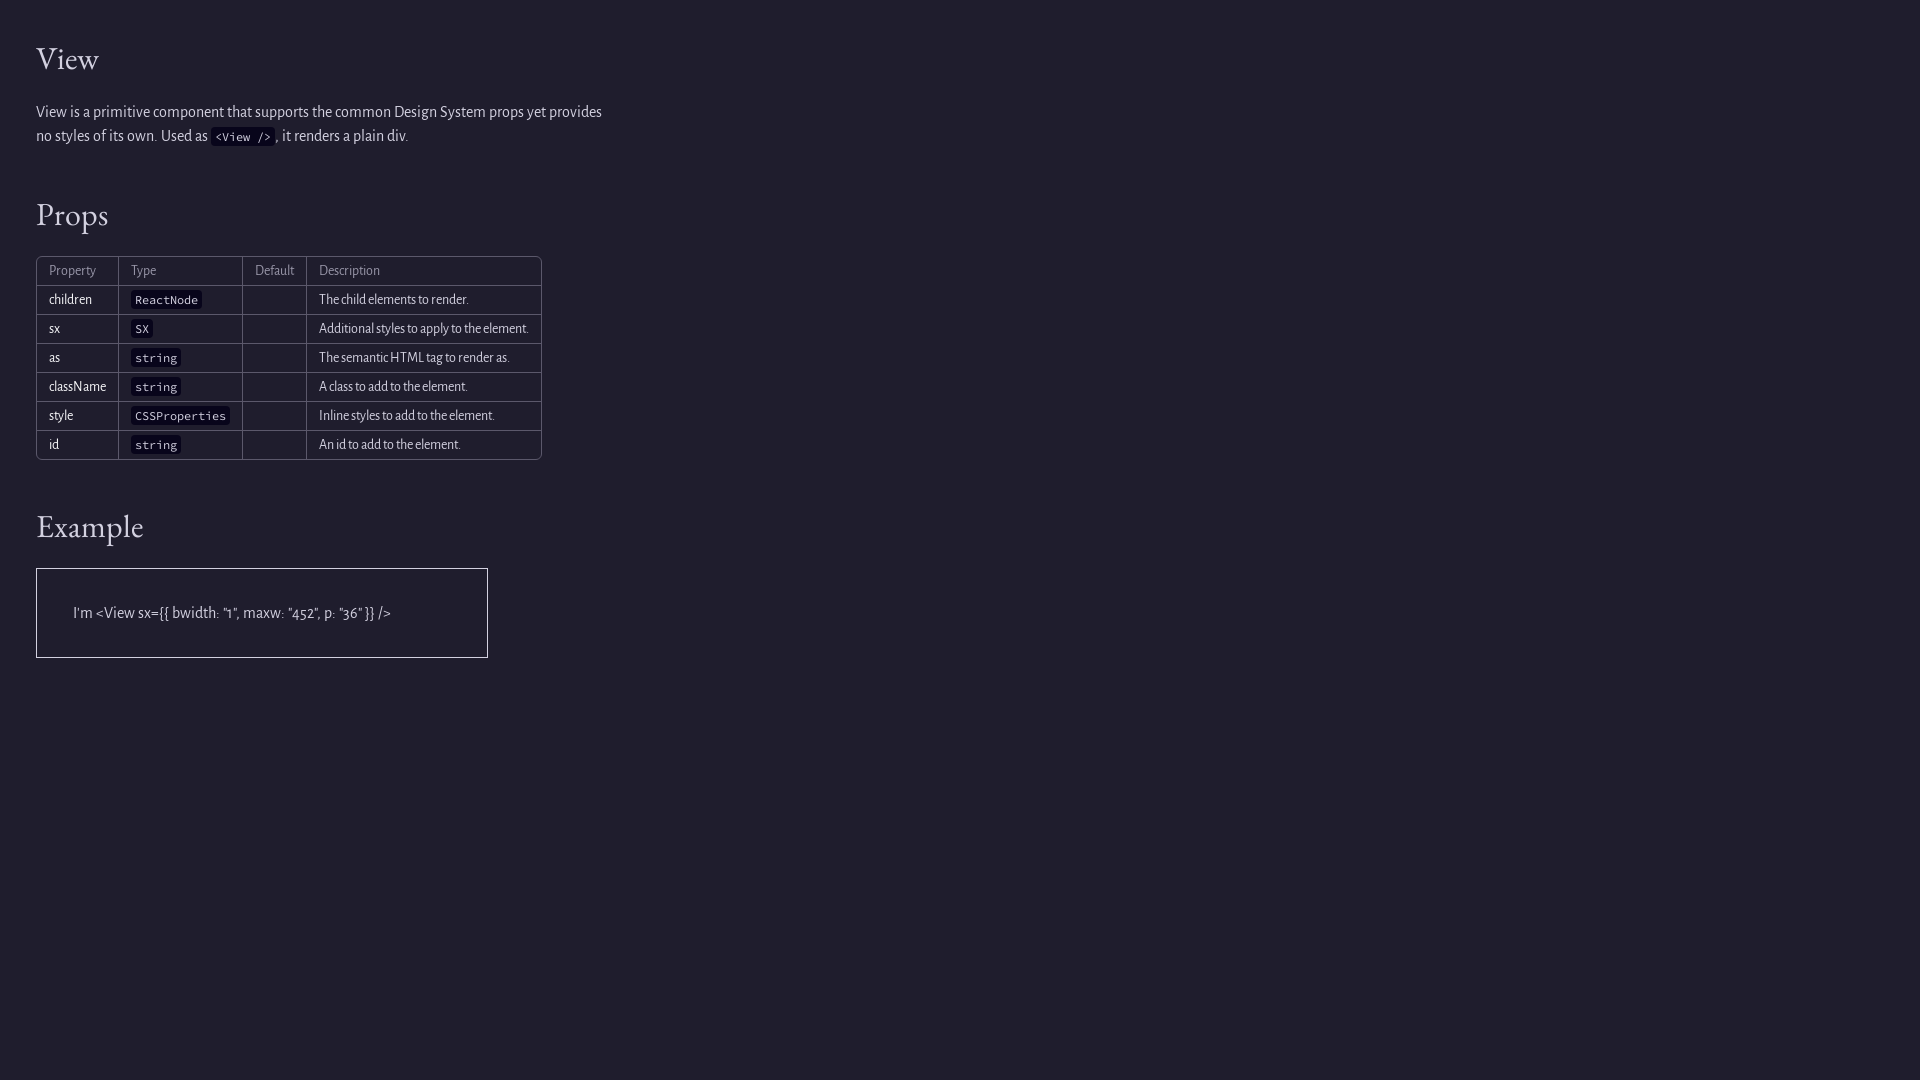 View
View is a primitive component that supports the common Design System props yet provides
no styles of its own. Used as <View />, it renders a plain div.
Props
Property Type Default Description
children ReactNode The child elements to render.
sx SX Additional styles to apply to the element.
as string The semantic HTML tag to render as.
className string A class to add to the element.
style CSSProperties Inline styles to add to the element.
id string An id to add to the element.
Example
I'm <View sx={{ bwidth: "1", maxw: "452", p: "36" }} />